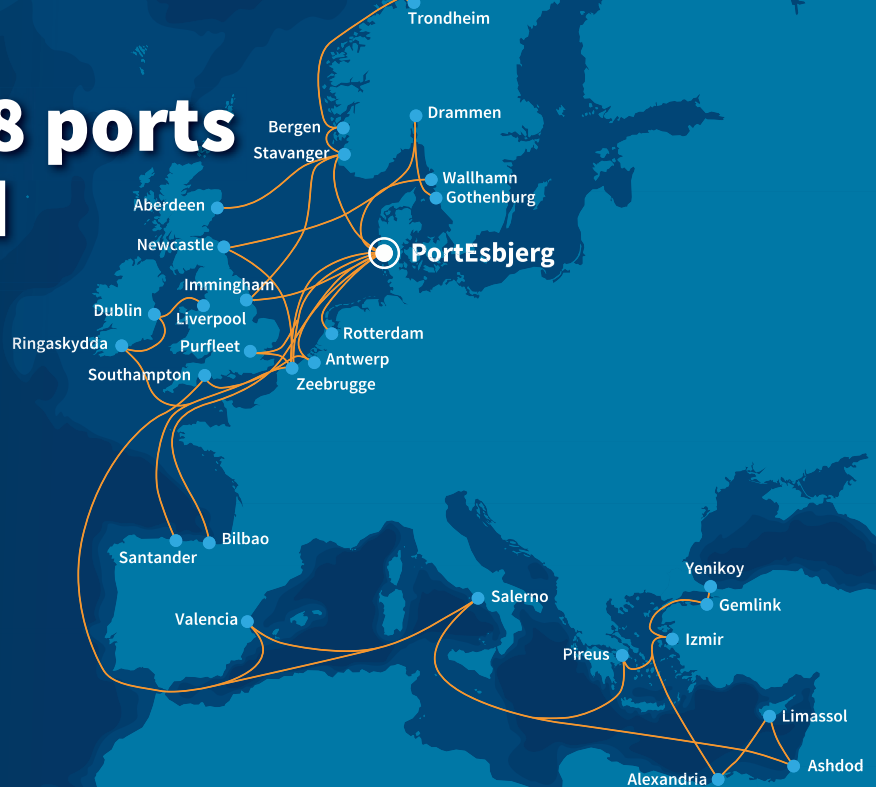 Trondheim
8 ports
Drammen
Bergen
Stavanger
Wallhamn
Gothenburg
Aberdeen
Newcastle
PortEsbjerg
Immingham
Dublin
Liverpool
Rotterdam
Ringaskydda
Purfleet
Antwerp
Southampton
Zeebrugge
Bilbao
Santander
Yenikoy
Salerno
Gemlink
Valencia
Izmir
Pireus
Limassol
Ashdod
Alexandria